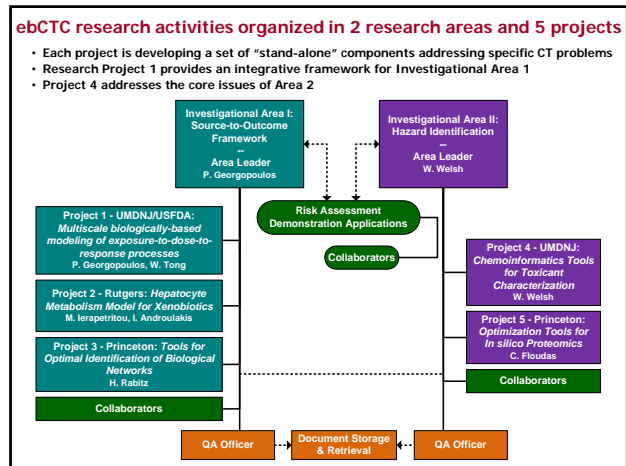 ebCTC research activities organized in 2 research areas and 5 projects
• Each project is developing a set of “stand-alone” components addressing specific CT problems
• Research Project 1 provides an integrative framework for Investigational Area 1
• Project 4 addresses the core issues of Area 2
Investigational Area I:
Source-to-Outcome
Framework
--
Area Leader
P. Georgopoulos
Investigational Area II:
Hazard Identification
--
Area Leader
W. Welsh
Risk Assessment
Demonstration Applications
Collaborators
Project 1 - UMDNJ/USFDA:
Multiscale biologically-based
modeling of exposure-to-dose-to-
response processes
P. Georgopoulos, W. Tong
Project 2 - Rutgers: Hepatocyte
Metabolism Model for Xenobiotics
M. Ierapetritou, I. Androulakis
Project 3 - Princeton: Tools for
Optimal Identification of Biological
Networks
H. Rabitz
Collaborators
Project 4 - UMDNJ:
Chemoinformatics Tools
for Toxicant
Characterization
W. Welsh
Project 5 - Princeton:
Optimization Tools for
In silico Proteomics
C. Floudas
Collaborators
QA Officer
Document Storage
& Retrieval
QA Officer